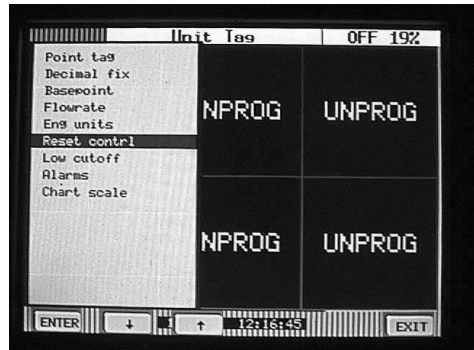 Unit Tag OFF 19%
Point tag
Decimal fix
Basepoint
Flowrate
Eng units
Reset contrl
Low cutoff
Alarms
Chart scale
NPROG UNPROG
NPROG UNPROG
ENTER ↓ ↑ 12:16:45 EXIT